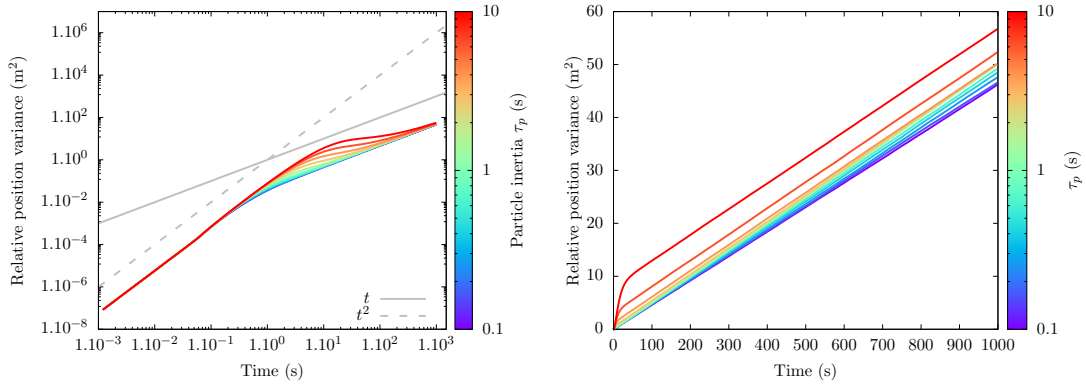 Relative position variance (m²)
1.10⁶
1.10⁴
1.10²
1.10⁰
1.10⁻²
1.10⁻⁴
1.10⁻⁶
1.10⁻⁸
t
t²
1.10⁻³ 1.10⁻² 1.10⁻¹ 1.10⁰ 1.10¹ 1.10² 1.10³
Time (s)
10
1
0.1
Particle inertia τₚ (s)
Relative position variance (m²)
60
50
40
30
20
10
0
0 100 200 300 400 500 600 700 800 900 1000
Time (s)
10
1
0.1
τₚ (s)